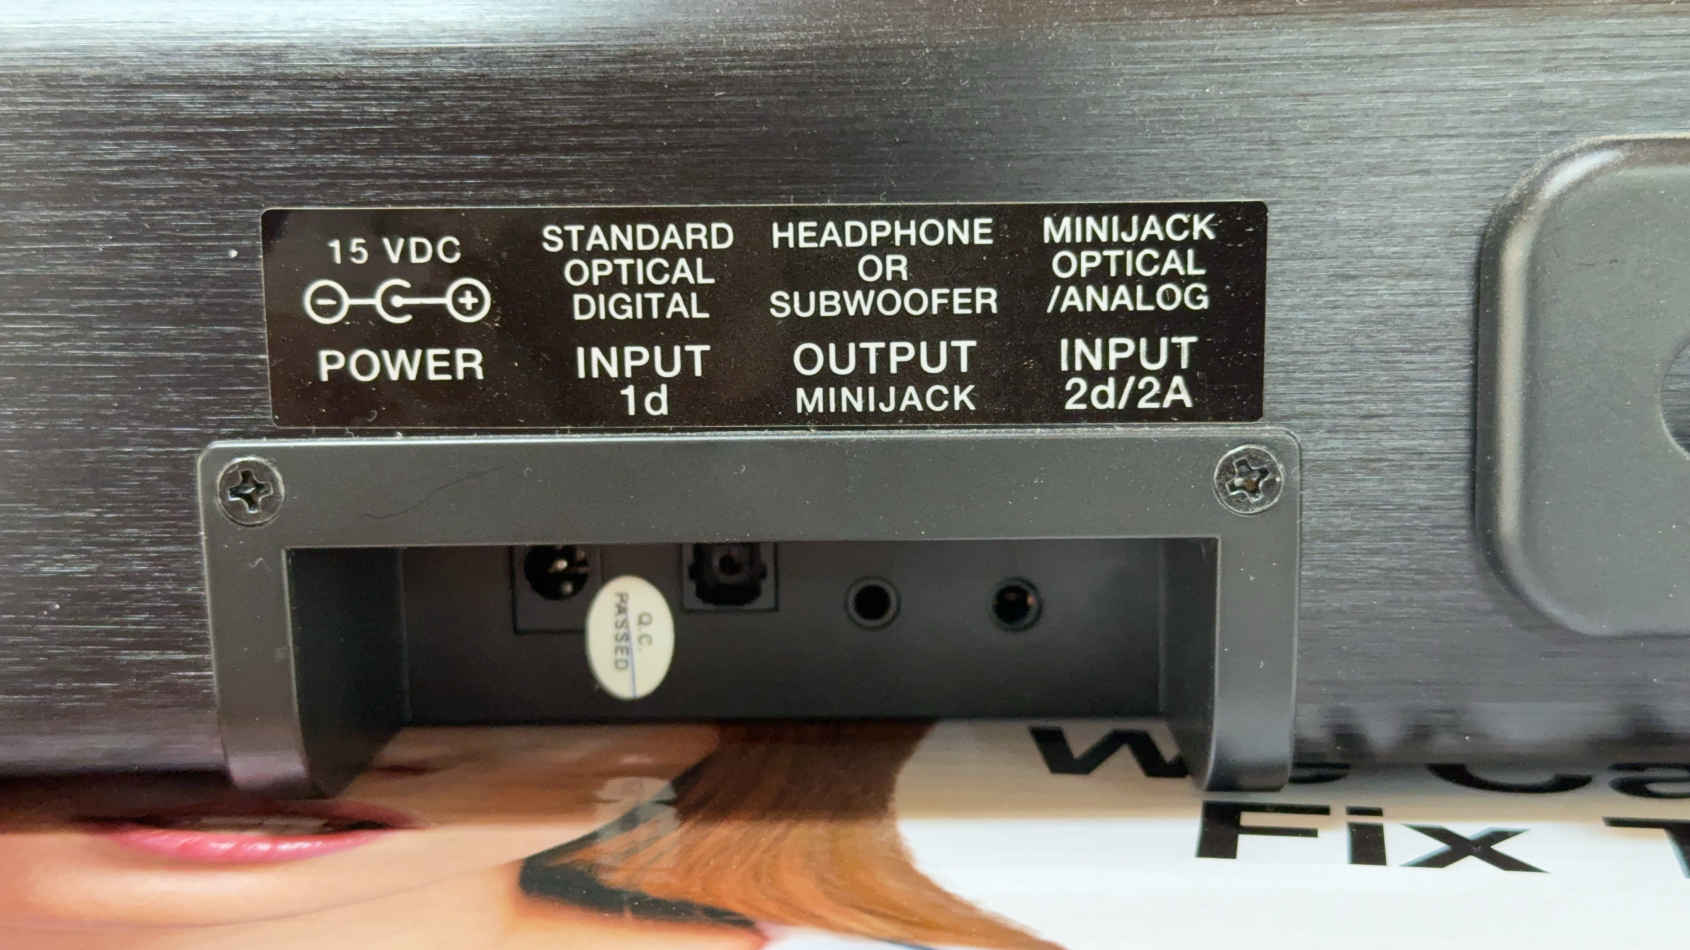 15 VDC
POWER
STANDARD
OPTICAL
DIGITAL
INPUT
1d
HEADPHONE
OR
SUBWOOFER
OUTPUT
MINIJACK
MINIJACK
OPTICAL
/ANALOG
INPUT
2d/2A
Q.C.
PASSED
Fix